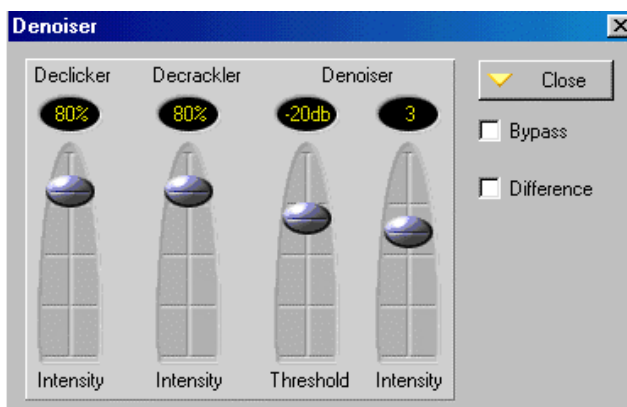 Denoiser
Declicker Decrackler Denoiser
80% 80% -20db 3
Intensity Intensity Threshold Intensity
Close
Bypass
Difference